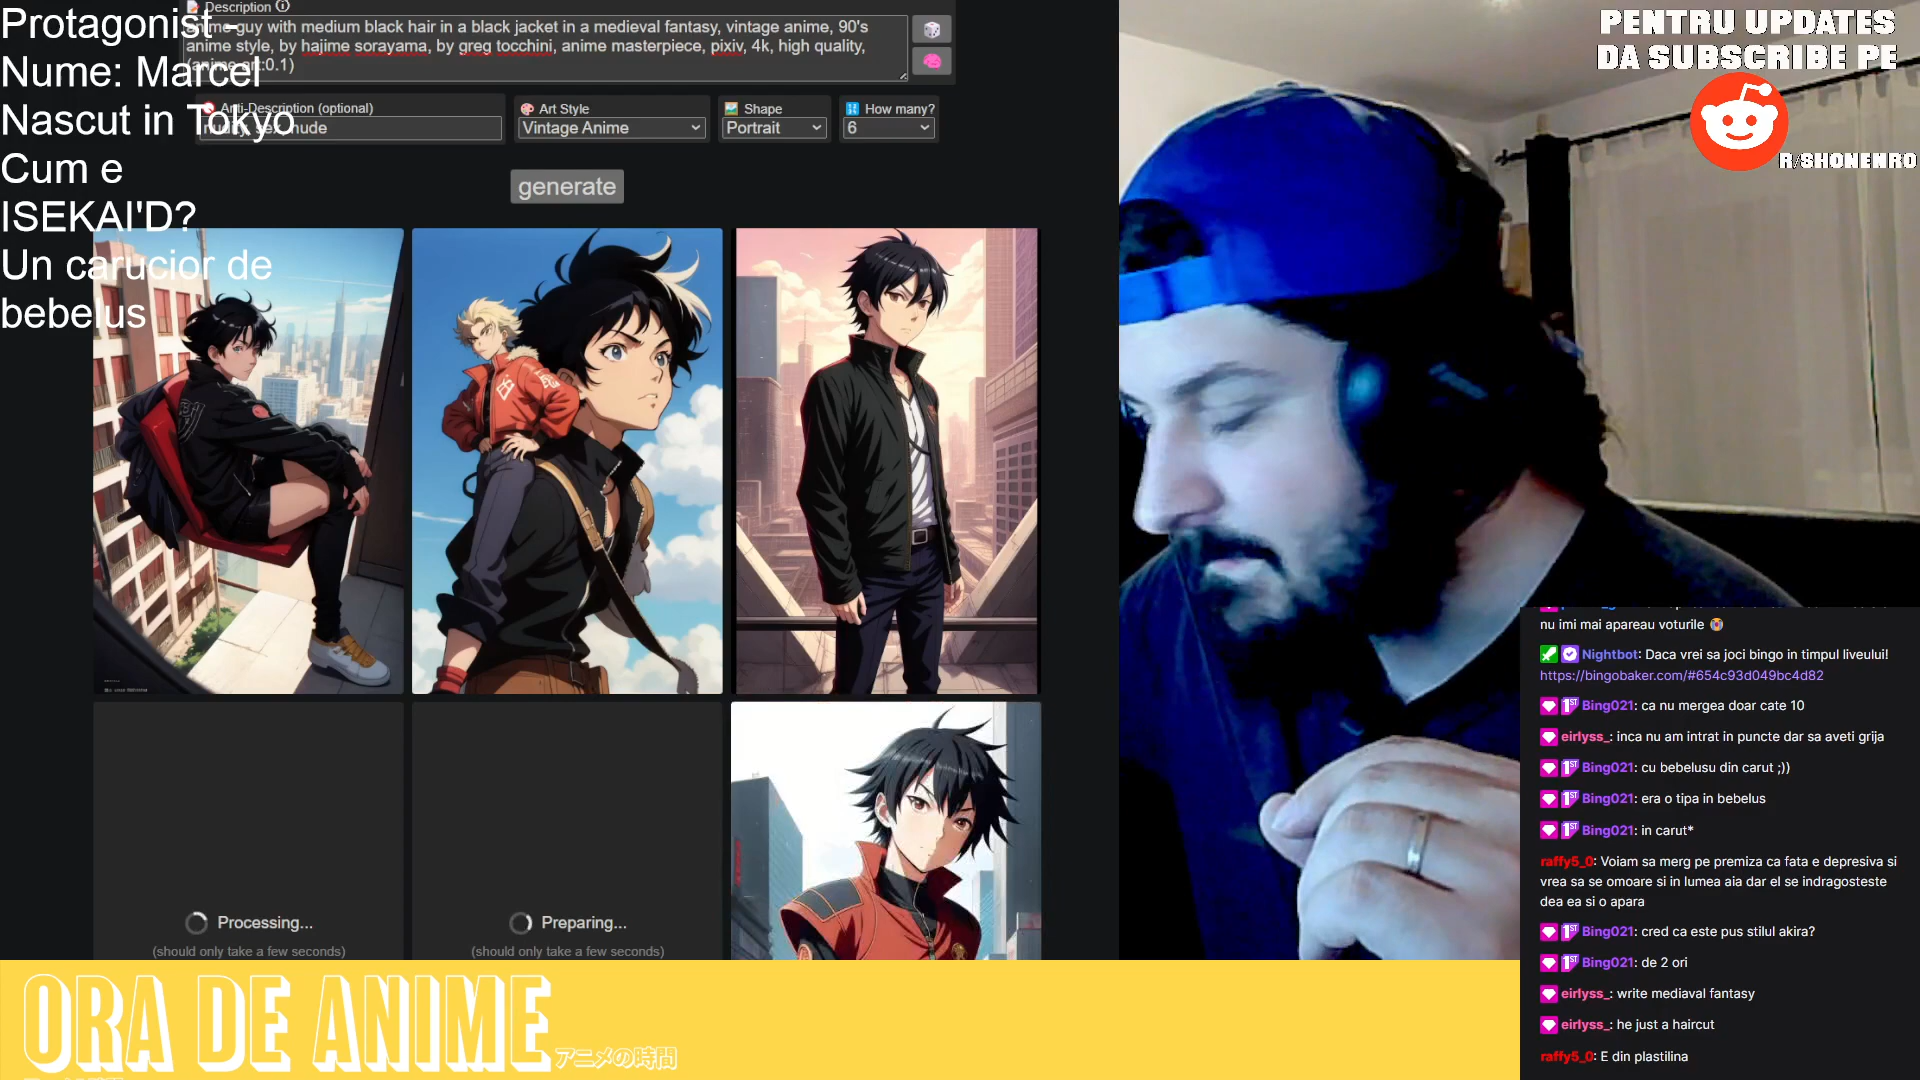 Protagonist -
Nume: Marcel
Nascut in Tokyo
Cum e
ISEKAI'D?
Un carucior de
bebelus
Description
anime guy with medium black hair in a black jacket in a medieval fantasy, vintage anime, 90's
anime style, by hajime sorayama, by greg tocchini, anime masterpiece, pixiv, 4k, high quality,
(anime art:0.1)
Anti-Description (optional)
nude
Art Style
Vintage Anime
Shape
Portrait
How many?
6
generate
Processing...
(should only take a few seconds)
Preparing...
(should only take a few seconds)
PENTRU UPDATES
DA SUBSCRIBE PE
R/SHONENRO
nu imi mai apareau voturile
Nightbot: Daca vrei sa joci bingo in timpul liveului!
https://bingobaker.com/#654c93d049bc4d82
Bing021: ca nu mergea doar cate 10
eirlyss_: inca nu am intrat in puncte dar sa aveti grija
Bing021: cu bebelusu din carut ;))
Bing021: era o tipa in bebelus
Bing021: in carut*
raffy5_0: Voiam sa merg pe premiza ca fata e depresiva si
vrea sa se omoare si in lumea aia dar el se indragosteste
dea ea si o apara
Bing021: cred ca este pus stilul akira?
Bing021: de 2 ori
eirlyss_: write mediaval fantasy
eirlyss_: he just a haircut
raffy5_0: E din plastilina
ORA DE ANIME
アニメの時間